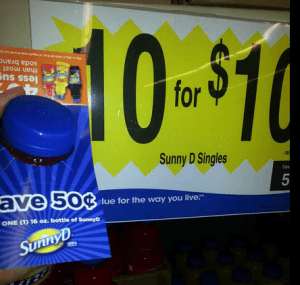 10 for $10
Sunny D Singles
lue for the way you live.
5
than most
soda brand
less
ave 50¢
ONE (1) 16 oz. bottle of SunnyD
SunnyD